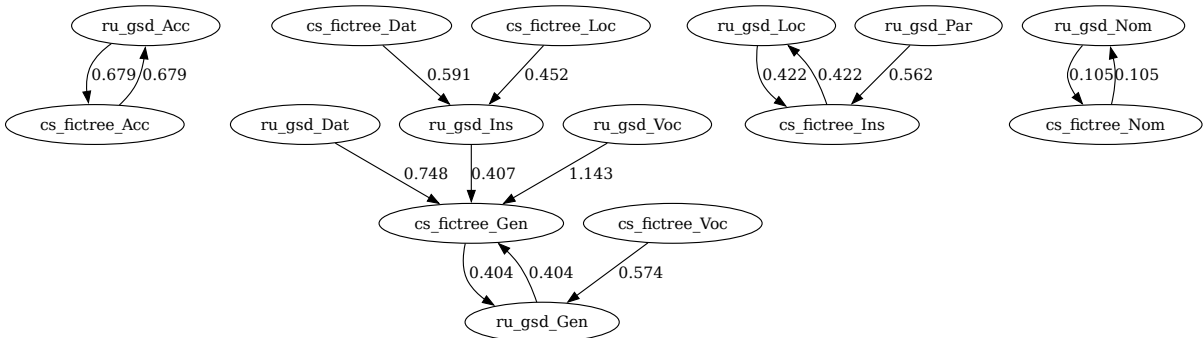 ru_gsd_Acc
cs_fictree_Dat
cs_fictree_Loc
ru_gsd_Loc
ru_gsd_Par
ru_gsd_Nom
0.679
0.679
0.591
0.452
0.422
0.422
0.562
0.105
0.105
cs_fictree_Acc
ru_gsd_Dat
ru_gsd_Ins
ru_gsd_Voc
cs_fictree_Ins
cs_fictree_Nom
0.748
0.407
1.143
cs_fictree_Gen
cs_fictree_Voc
0.404
0.404
0.574
ru_gsd_Gen